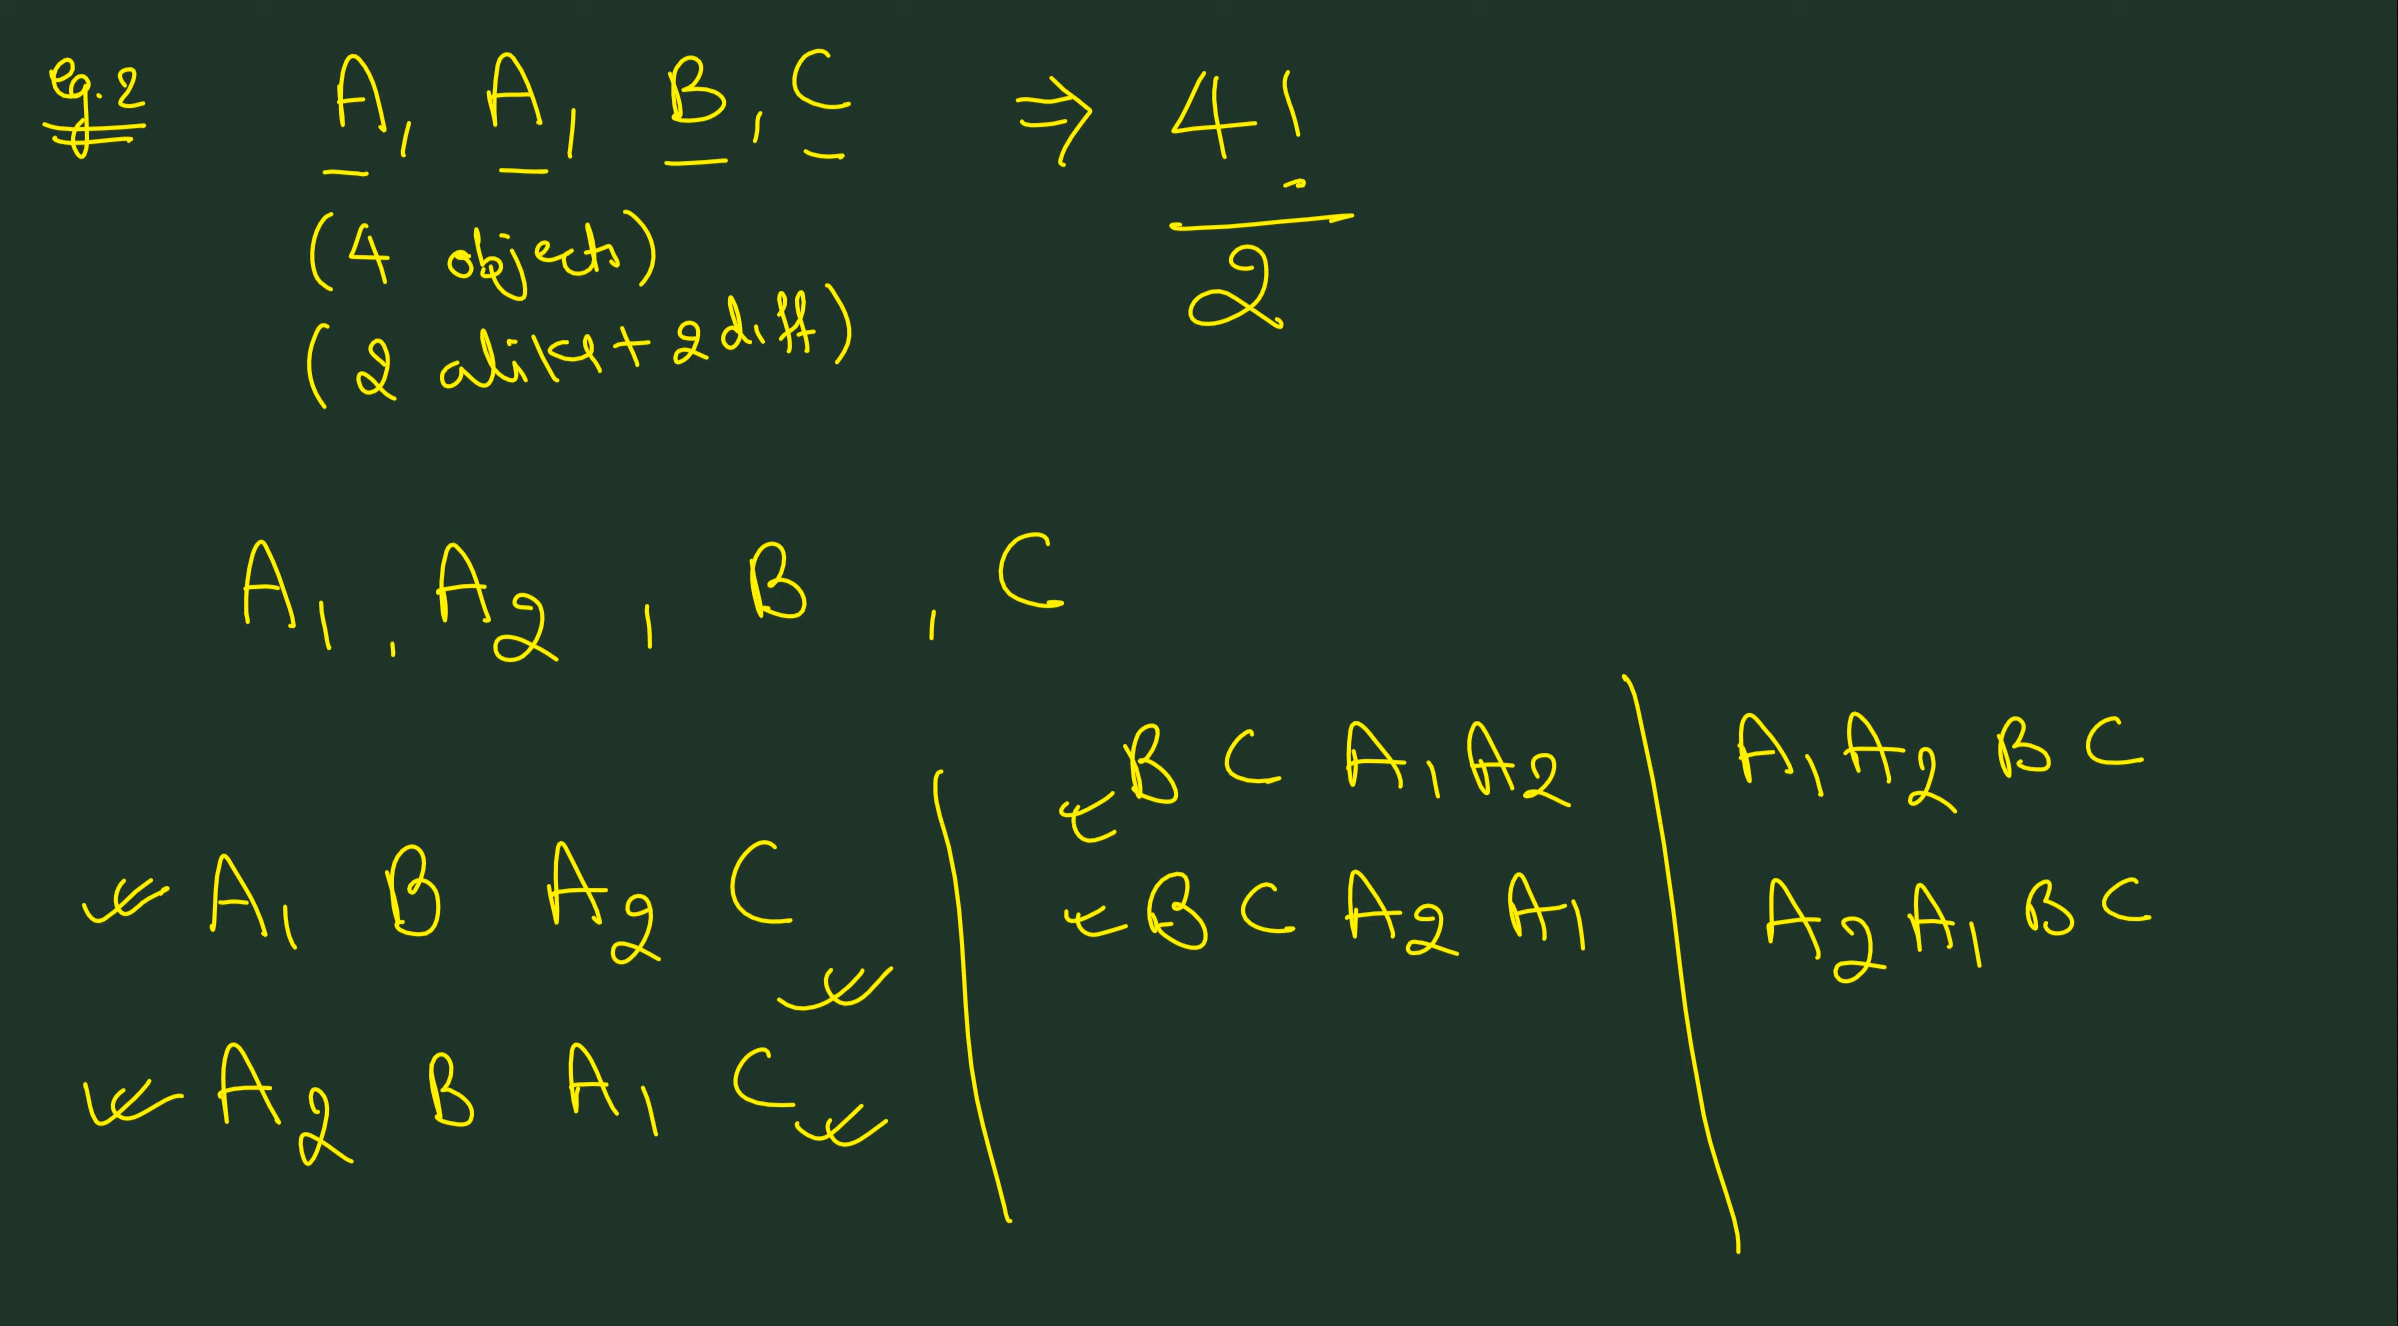 eg. 2 A, A, B, C ⇒ 4!/2
(4 objects)
(2 alike + 2 diff)
A₁, A₂, B, C
B C A₁ A₂
B C A₂ A₁
A₁ A₂ B C
A₂ A₁ B C
A₁ B A₂ C
A₂ B A₁ C